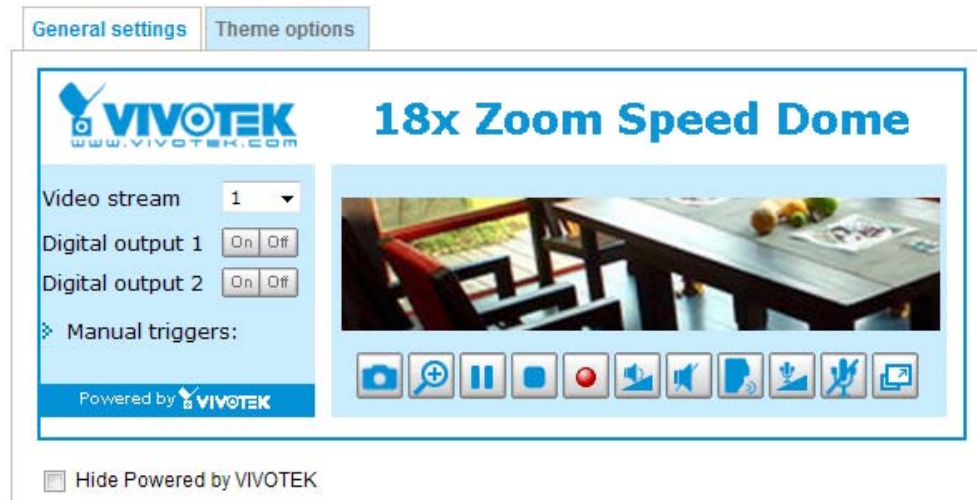 General settings
Theme options
VIVOTEK
www.vivotek.com
18x Zoom Speed Dome
Video stream 1
Digital output 1 On Off
Digital output 2 On Off
Manual triggers:
Powered by VIVOTEK
Hide Powered by VIVOTEK